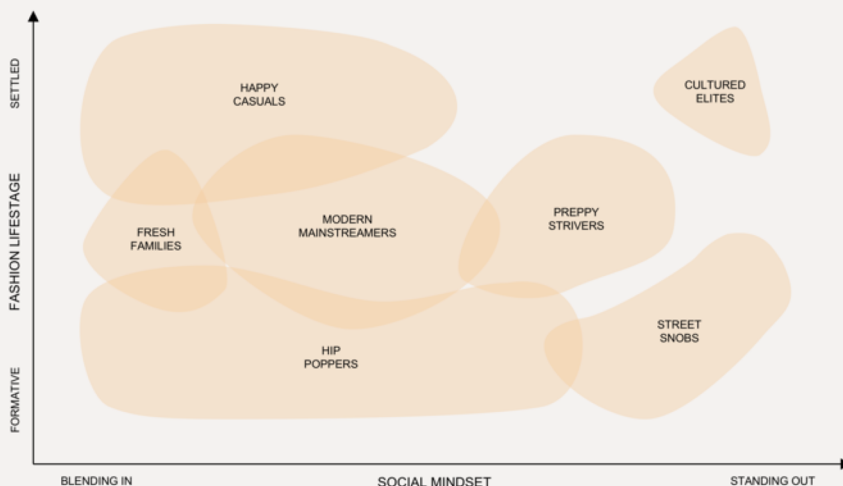 SETTLED
FASHION LIFESTAGE
FORMATIVE
HAPPY
CASUALS
CULTURED
ELITES
FRESH
FAMILIES
MODERN
MAINSTREAMERS
PREPPY
STRIVERS
HIP
POPPERS
STREET
SNOBS
BLENDING IN
SOCIAL MINDSET
STANDING OUT